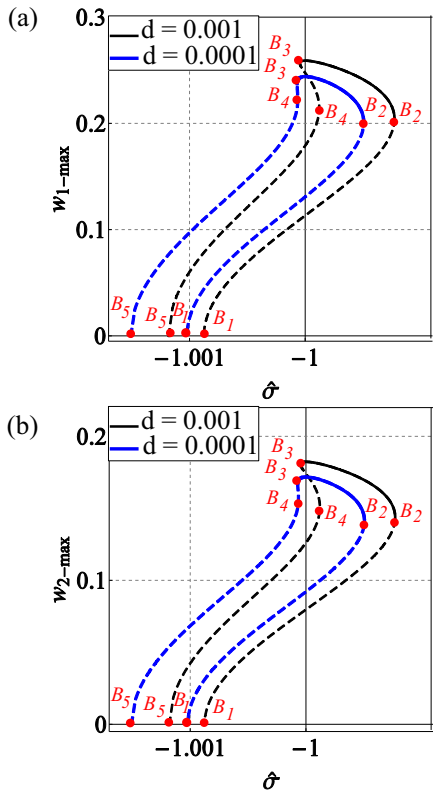 (a)
0.3
d = 0.001
d = 0.0001
B3
B3
B4
B4
B2
B2
0.2
w1−max
0.1
B5
B5
B1
B1
0
−1.001
−1
σ̂
(b)
d = 0.001
d = 0.0001
0.2
B3
B3
B4
B4
B2
B2
w2−max
0.1
B5
B5
B1
B1
0
−1.001
−1
σ̂